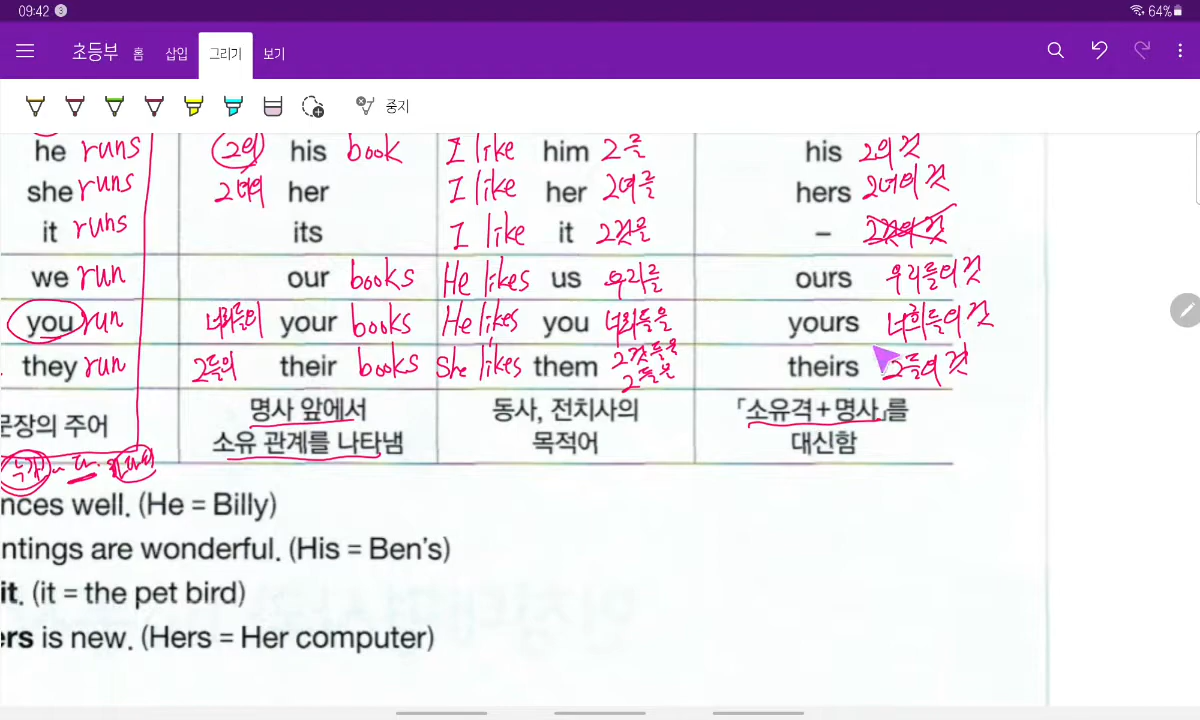 09:42 3 64%
초등부 홈 삽입 그리기 보기
중지
he runs 그의 his book I like him 그를 his 그의 것
she runs 그녀의 her I like her 그녀를 hers 그녀의 것
it runs its I like it 그것을 – 그것의 것
we run our books He likes us 우리를 ours 우리들의 것
you run 너희들의 your books He likes you 너희들을 yours 너희들의 것
they run 그들의 their books She likes them 그것들을 그들을 theirs 그들의 것
문장의 주어 명사 앞에서 소유 관계를 나타냄 동사, 전치사의 목적어 「소유격+명사」를 대신함
nces well. (He = Billy)
ntings are wonderful. (His = Ben's)
it. (it = the pet bird)
ers is new. (Hers = Her computer)